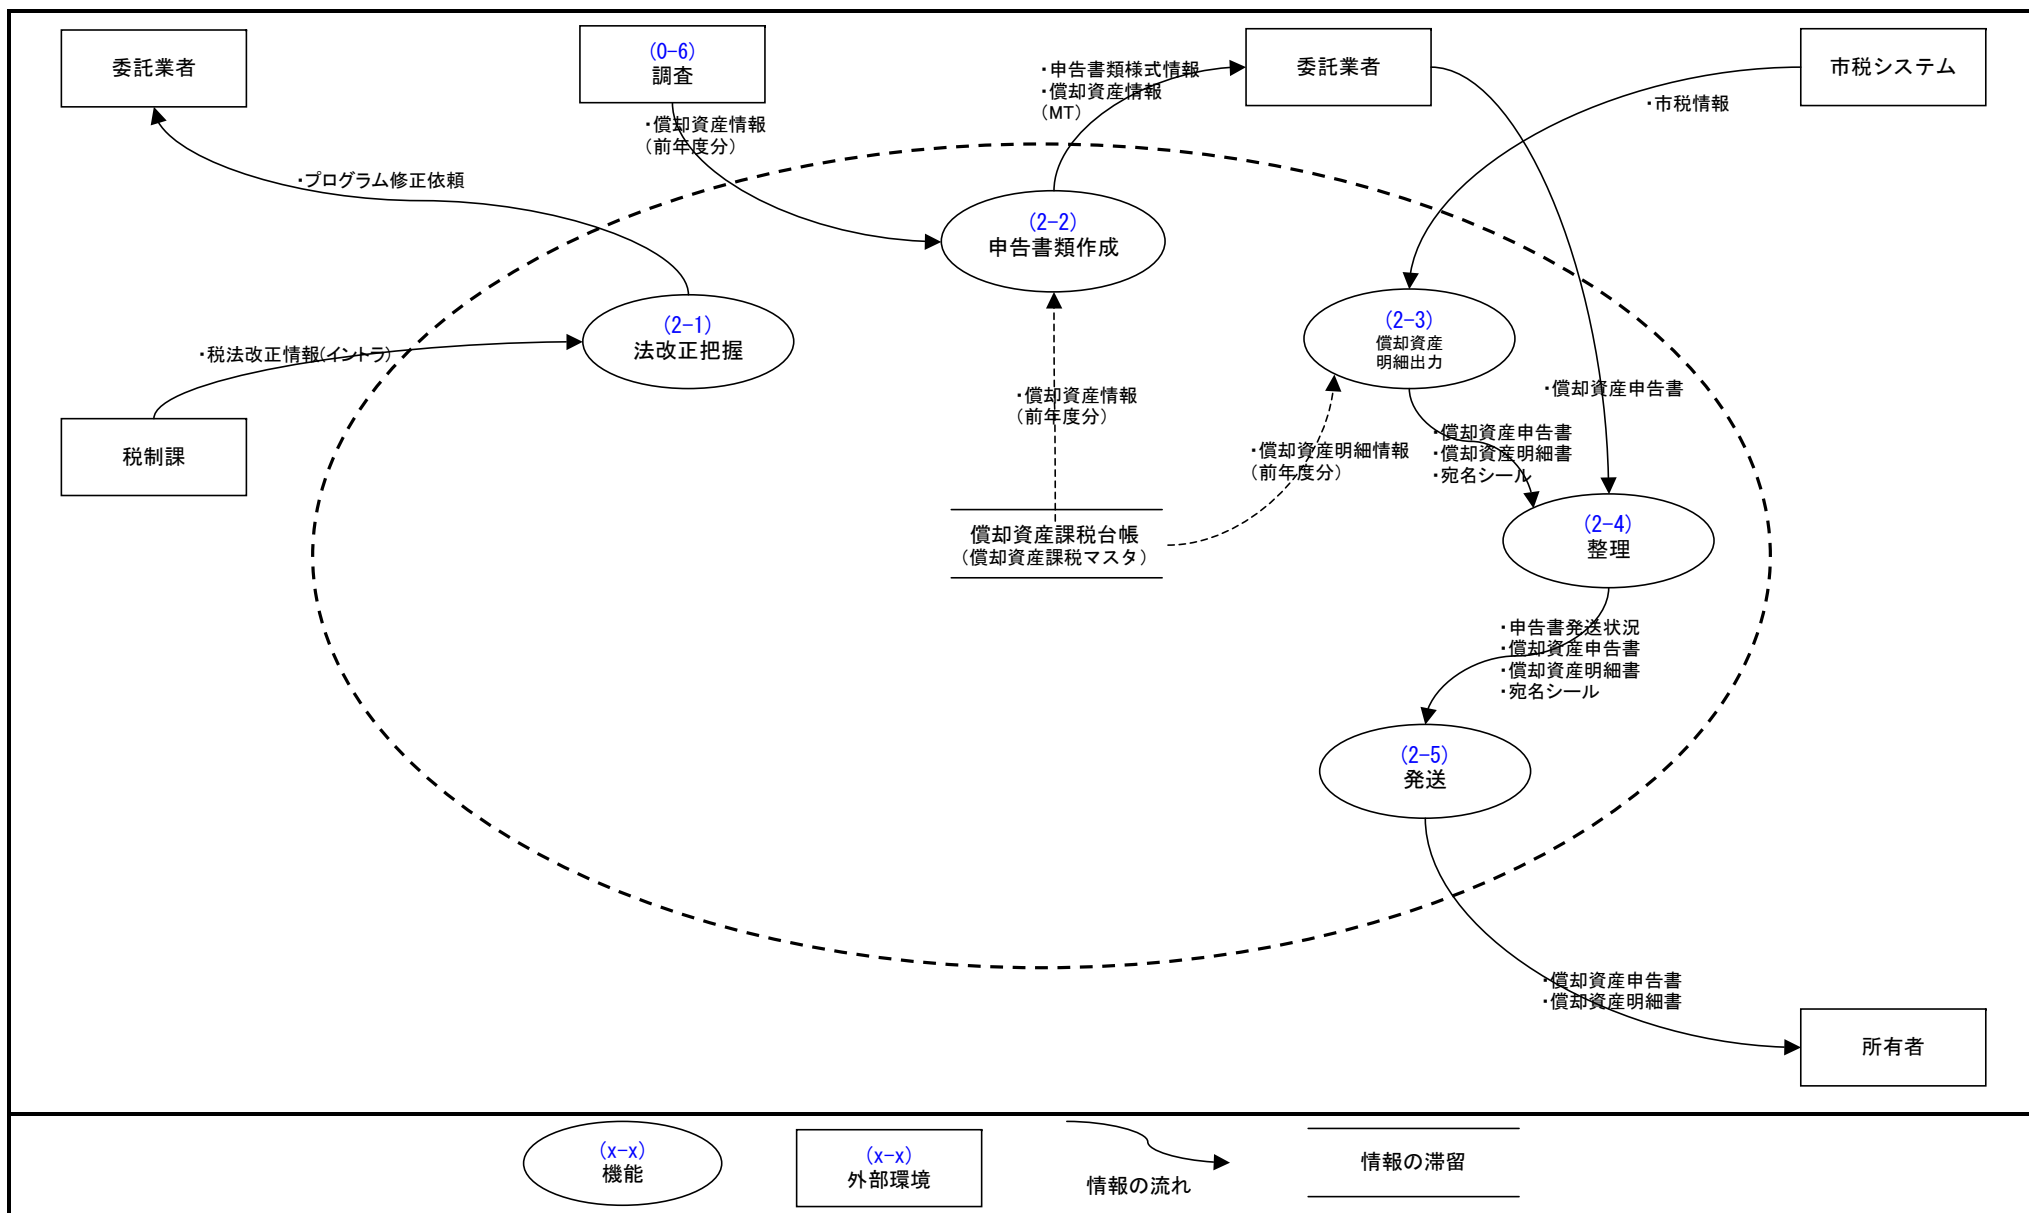 委託業者
(0-6)
調査
委託業者
市税システム
・申告書類様式情報
・償却資産情報
(MT)
・市税情報
・償却資産情報
(前年度分)
・プログラム修正依頼
(2-2)
申告書類作成
(2-1)
法改正把握
(2-3)
償却資産
明細出力
・税法改正情報(イントラ)
税制課
・償却資産情報
(前年度分)
・償却資産申告書
・償却資産明細情報
(前年度分)
・償却資産申告書
・償却資産明細書
・宛名シール
償却資産課税台帳
(償却資産課税マスタ)
(2-4)
整理
・申告書発送状況
・償却資産申告書
・償却資産明細書
・宛名シール
(2-5)
発送
・償却資産申告書
・償却資産明細書
所有者
(x-x)
機能
(x-x)
外部環境
情報の流れ
情報の滞留